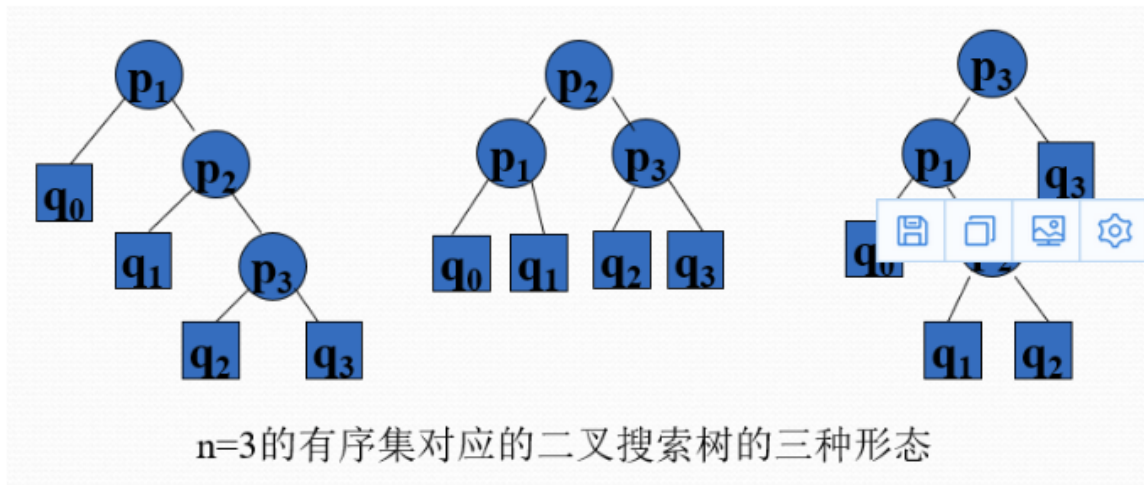 p₁ p₂ p₃
p₂ p₁ p₃ p₁ q₃
q₀ q₁ q₀ q₁ q₂ q₃ q₀
p₃
q₂ q₃ q₁ q₂
n=3的有序集对应的二叉搜索树的三种形态